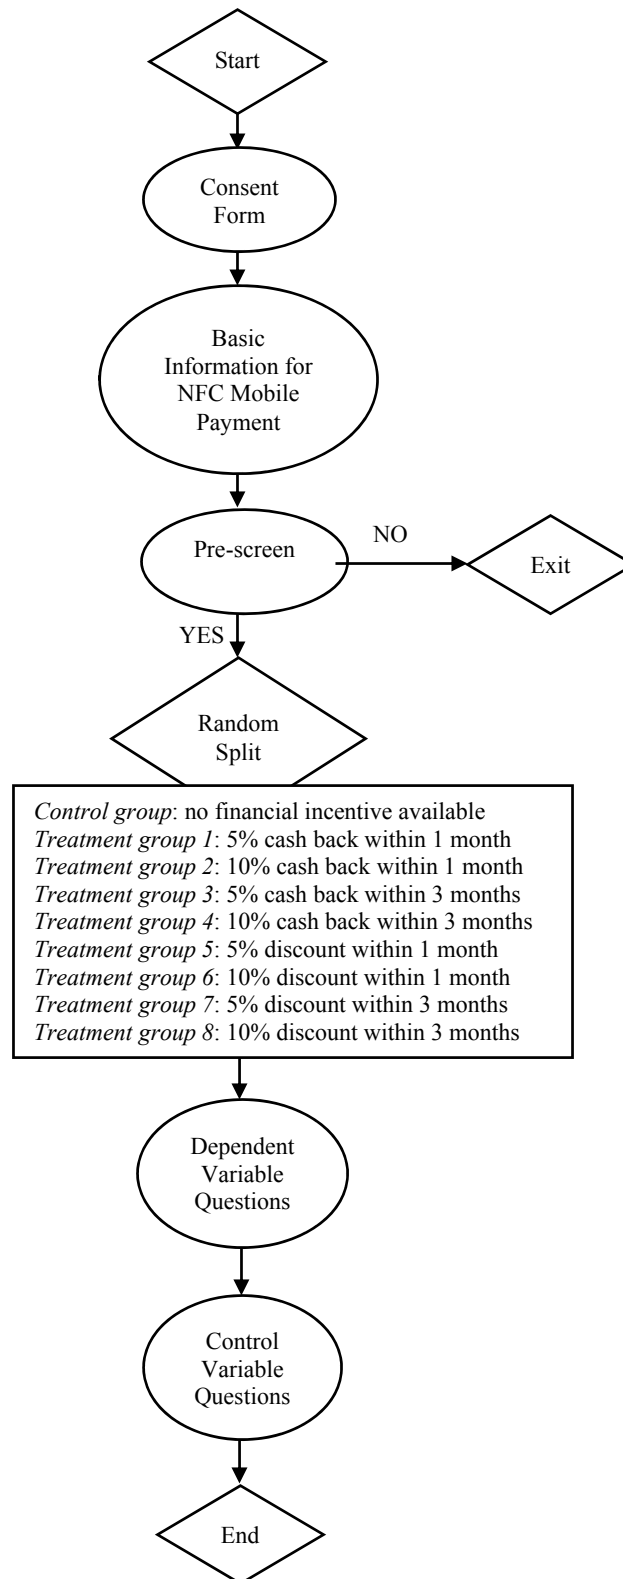 Start
Consent
Form
Basic
Information for
NFC Mobile
Payment
Pre-screen
NO
Exit
YES
Random
Split
Control group: no financial incentive available
Treatment group 1: 5% cash back within 1 month
Treatment group 2: 10% cash back within 1 month
Treatment group 3: 5% cash back within 3 months
Treatment group 4: 10% cash back within 3 months
Treatment group 5: 5% discount within 1 month
Treatment group 6: 10% discount within 1 month
Treatment group 7: 5% discount within 3 months
Treatment group 8: 10% discount within 3 months
Dependent
Variable
Questions
Control
Variable
Questions
End